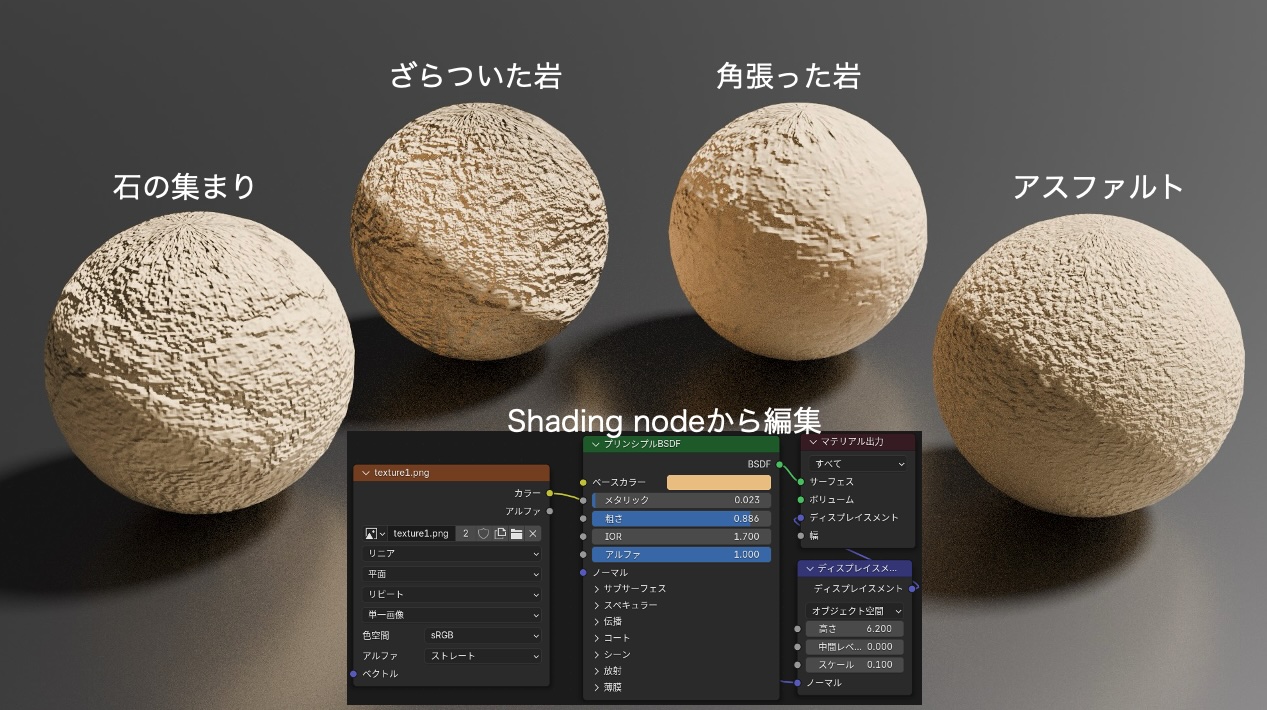 ざらついた岩
角張った岩
石の集まり
アスファルト
Shading nodeから編集
texture1.png
カラー
アルファ
texture1.png 2
リニア
平面
リピート
単一画像
色空間 sRGB
アルファ ストレート
ベクトル
プリンシプルBSDF
BSDF
ベースカラー
メタリック 0.023
粗さ 0.886
IOR 1.700
アルファ 1.000
ノーマル
サブサーフェス
スペキュラー
伝播
コート
シーン
放射
薄膜
マテリアル出力
すべて
サーフェス
ボリューム
ディスプレイスメント
幅
ディスプレイスメ...
ディスプレイスメント
オブジェクト空間
高さ 6.200
中間レベ... 0.000
スケール 0.100
ノーマル